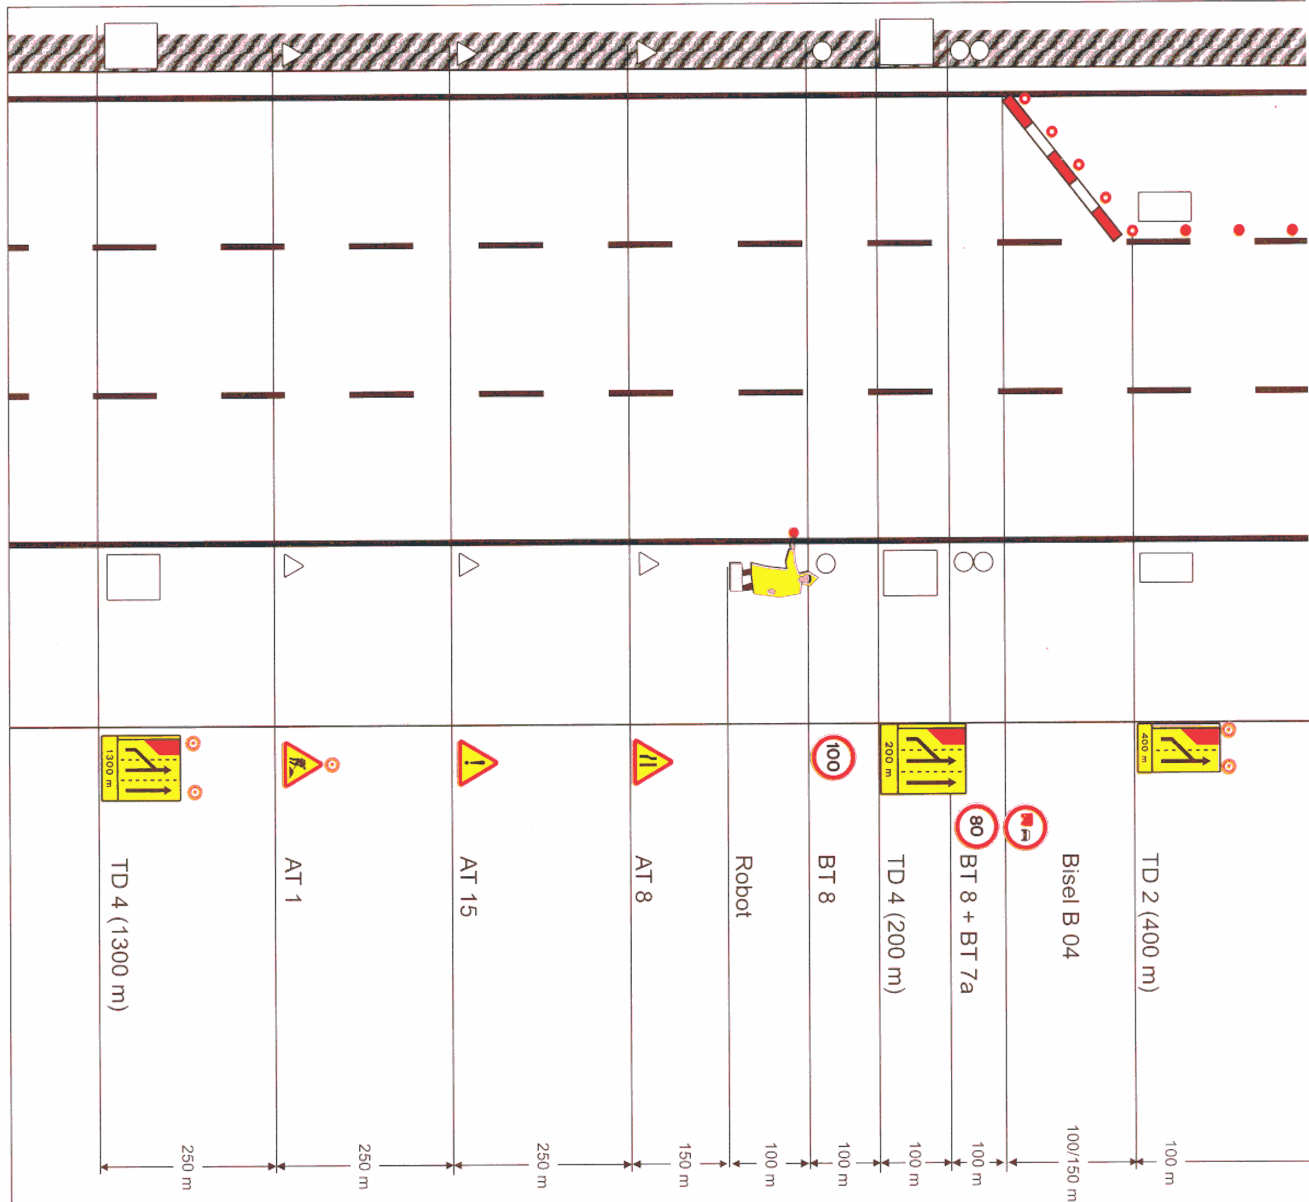 1300 m
100
200 m
80
400 m
TD 4 (1300 m)
AT 1
AT 15
AT 8
Robot
BT 8
TD 4 (200 m)
BT 8 + BT 7a
Bisel B 04
TD 2 (400 m)
250 m
250 m
250 m
150 m
100 m
100 m
100 m
100 m
100/150 m
100 m